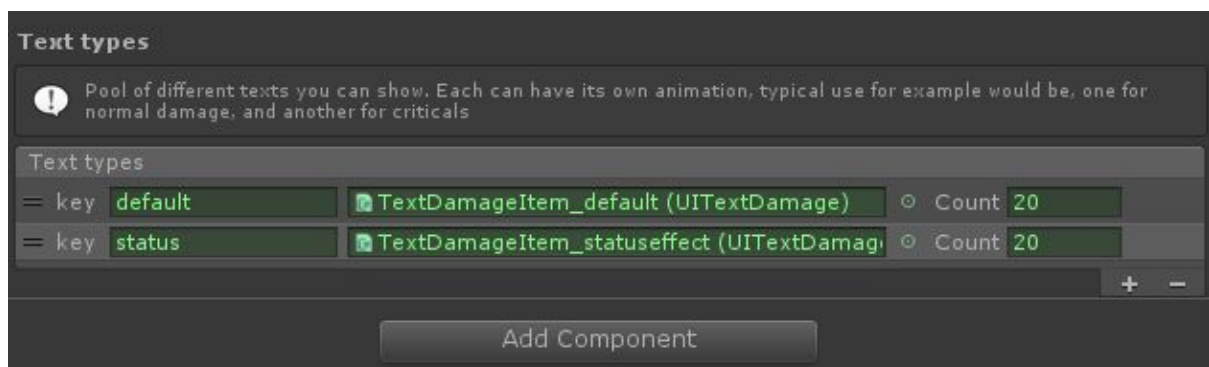 Text types
Pool of different texts you can show. Each can have its own animation, typical use for example would be, one for
normal damage, and another for criticals
Text types
= key default TextDamageItem_default (UITextDamage) Count 20
= key status TextDamageItem_statuseffect (UITextDamag Count 20
+ −
Add Component